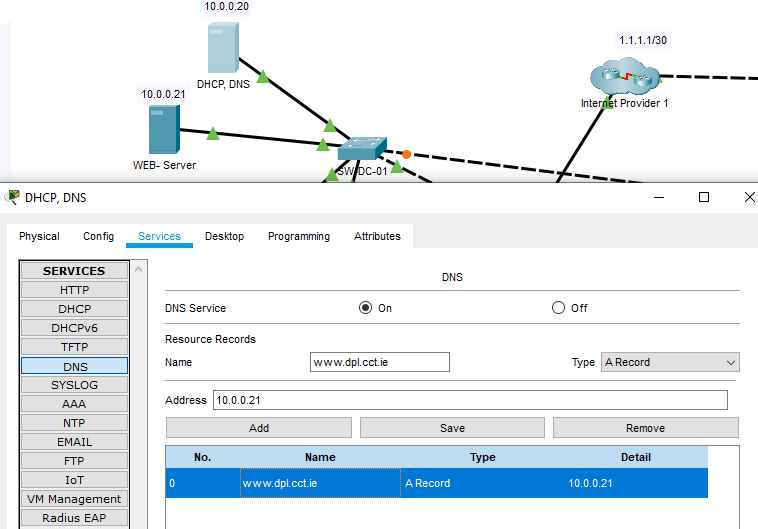 10.0.0.20
1.1.1.1/30
DHCP, DNS
10.0.0.21
Internet Provider 1
WEB- Server
SW-DC-01
DHCP, DNS
Physical Config Services Desktop Programming Attributes
SERVICES
HTTP
DHCP
DHCPv6
TFTP
DNS
SYSLOG
AAA
NTP
EMAIL
FTP
IoT
VM Management
Radius EAP
DNS
DNS Service On Off
Resource Records
Name www.dpl.cct.ie Type A Record
Address 10.0.0.21
Add Save Remove
No. Name Type Detail
0 www.dpl.cct.ie A Record 10.0.0.21